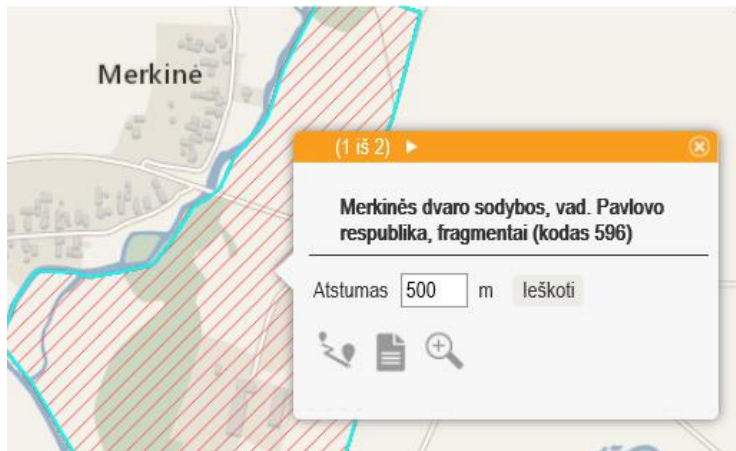 Merkinė
(1 iš 2)
Merkinės dvaro sodybos, vad. Pavlovo
respublika, fragmentai (kodas 596)
Atstumas 500 m Ieškoti